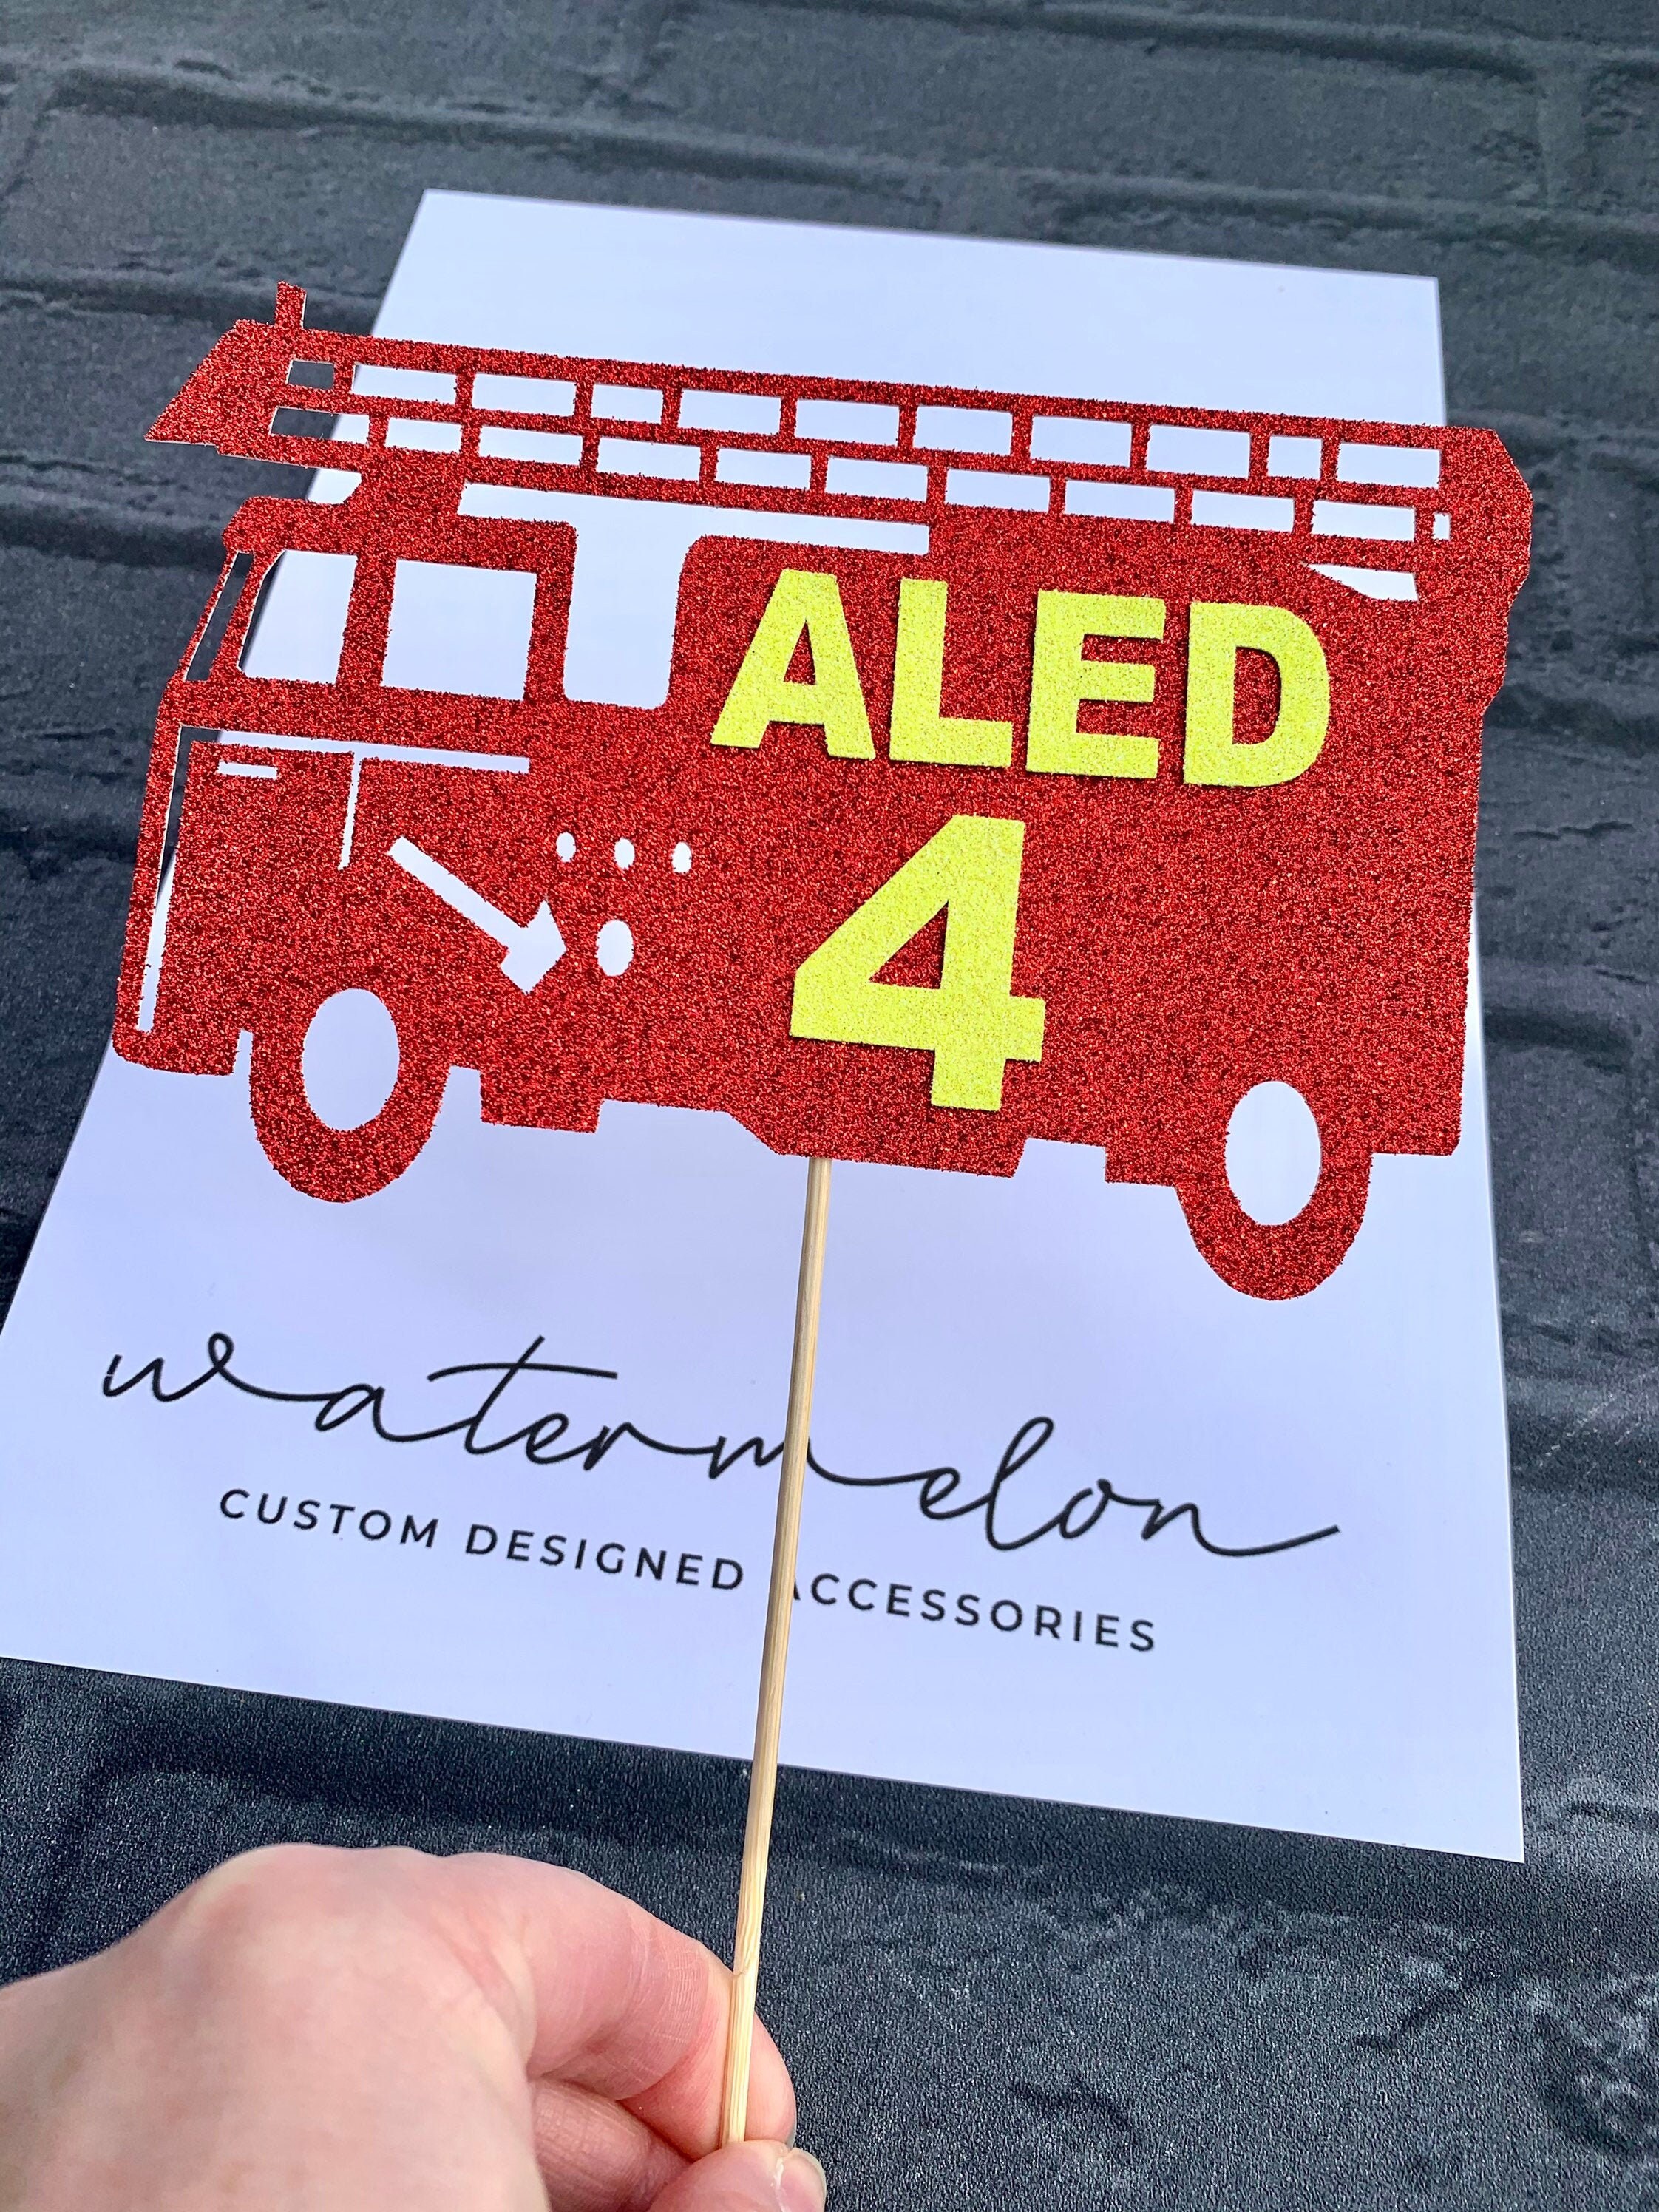 ALED
4
watermelon
CUSTOM DESIGNED ACCESSORIES